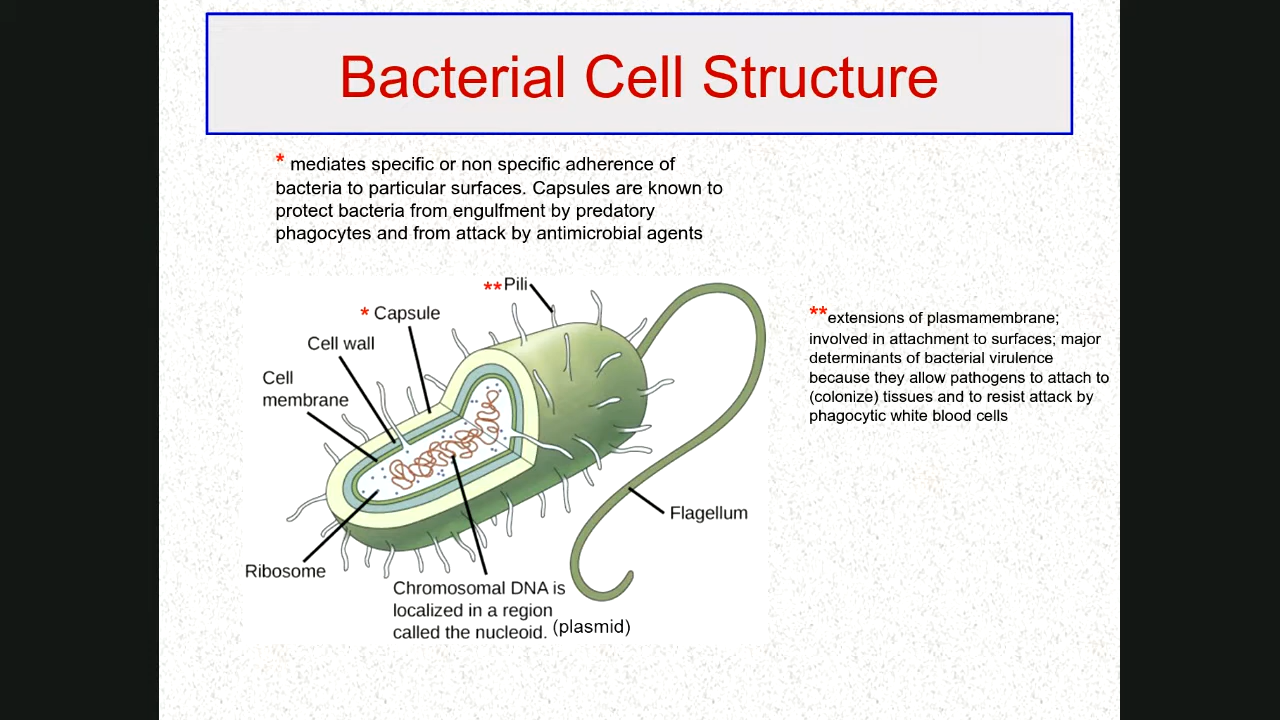 Bacterial Cell Structure
* mediates specific or non specific adherence of
bacteria to particular surfaces. Capsules are known to
protect bacteria from engulfment by predatory
phagocytes and from attack by antimicrobial agents
**Pili
* Capsule
Cell wall
Cell
membrane
**extensions of plasmamembrane;
involved in attachment to surfaces; major
determinants of bacterial virulence
because they allow pathogens to attach to
(colonize) tissues and to resist attack by
phagocytic white blood cells
Flagellum
Ribosome
Chromosomal DNA is
localized in a region
called the nucleoid. (plasmid)